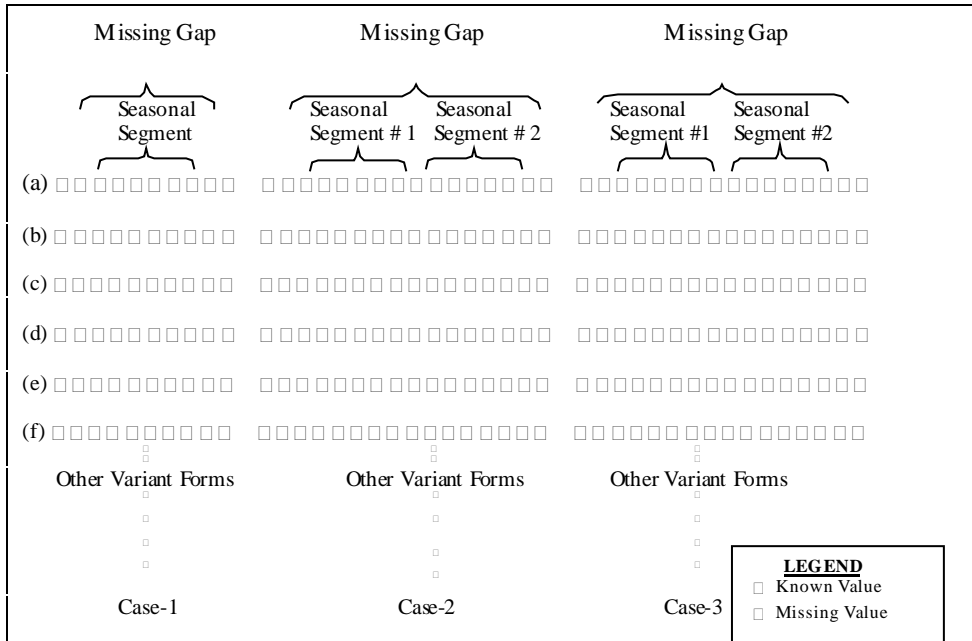 Missing Gap Missing Gap Missing Gap
Seasonal Seasonal Seasonal Seasonal Seasonal
Segment Segment # 1 Segment # 2 Segment #1 Segment #2
(a)
(b)
(c)
(d)
(e)
(f)
Other Variant Forms Other Variant Forms Other Variant Forms
Case-1 Case-2 Case-3
LEGEND
Known Value
Missing Value